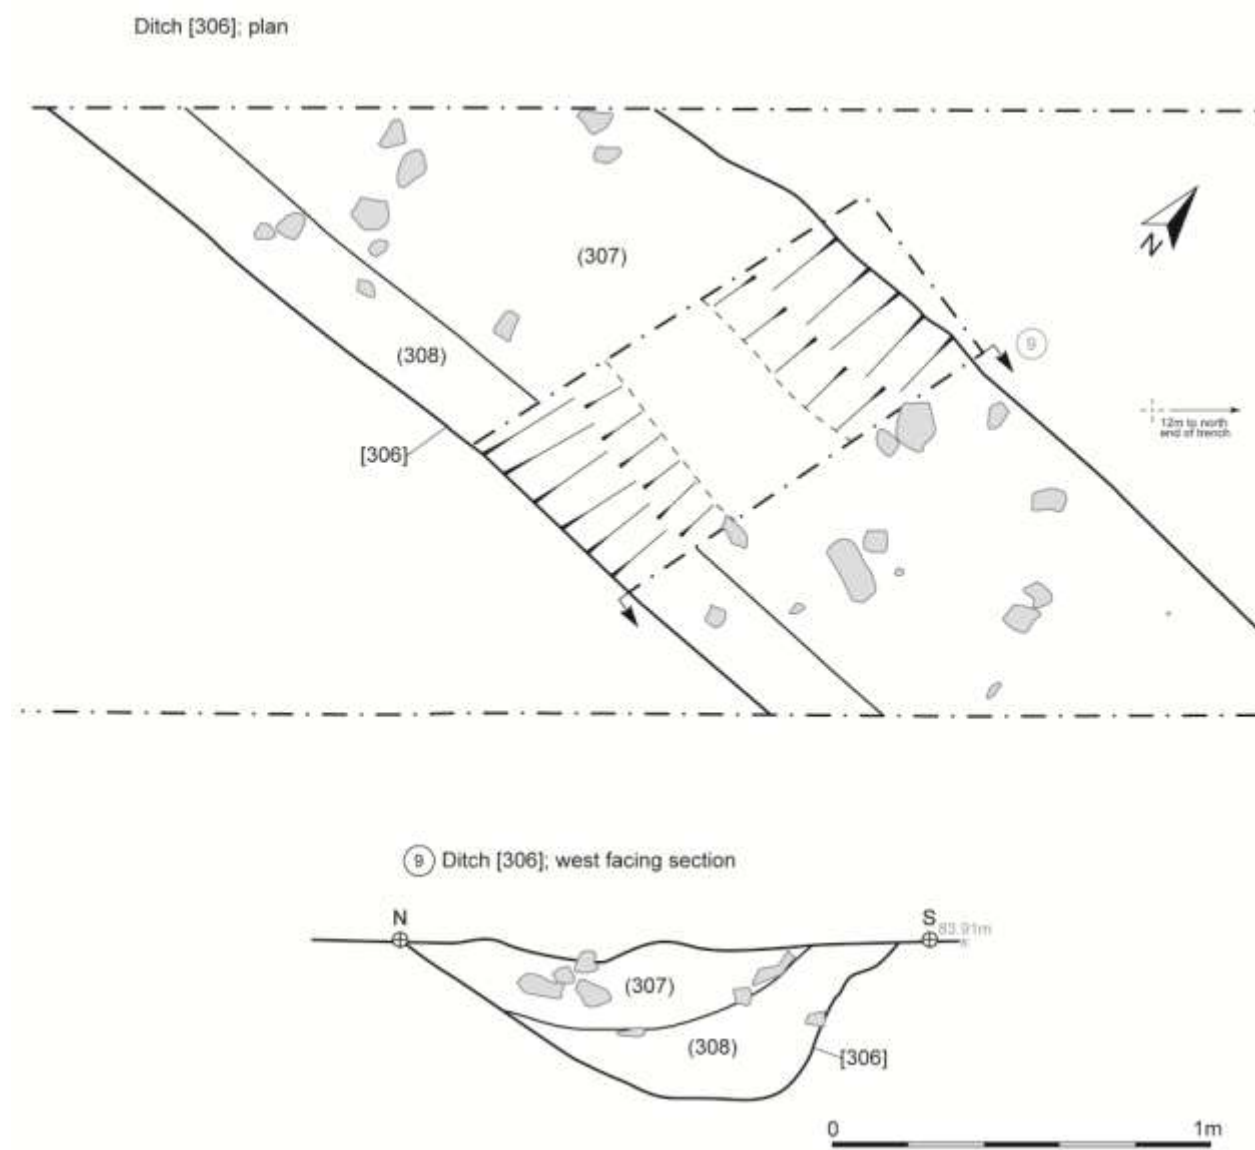 Ditch [306]; plan
(307)
N
9
(308)
12m to north
end of trench
[306]
9 Ditch [306]; west facing section
N
S
83.91m
(307)
(308)
[306]
0
1m